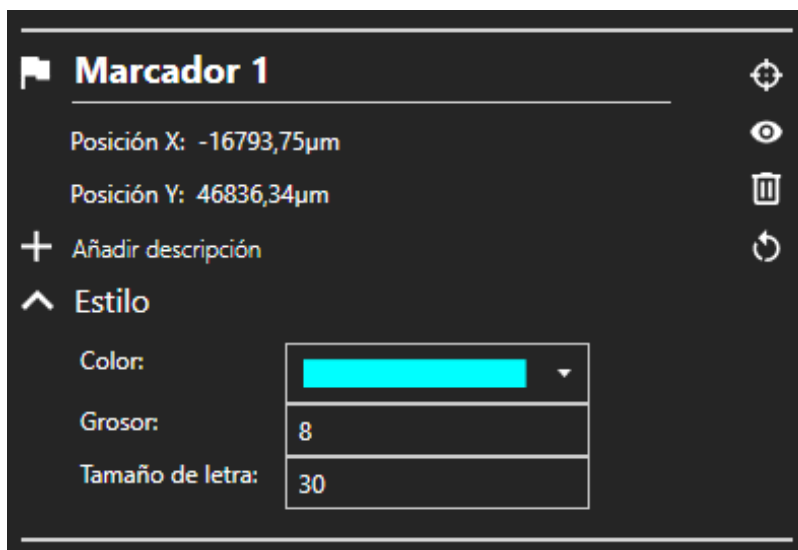 Marcador 1
Posición X: -16793,75µm
Posición Y: 46836,34µm
Añadir descripción
Estilo
Color:
Grosor: 8
Tamaño de letra: 30